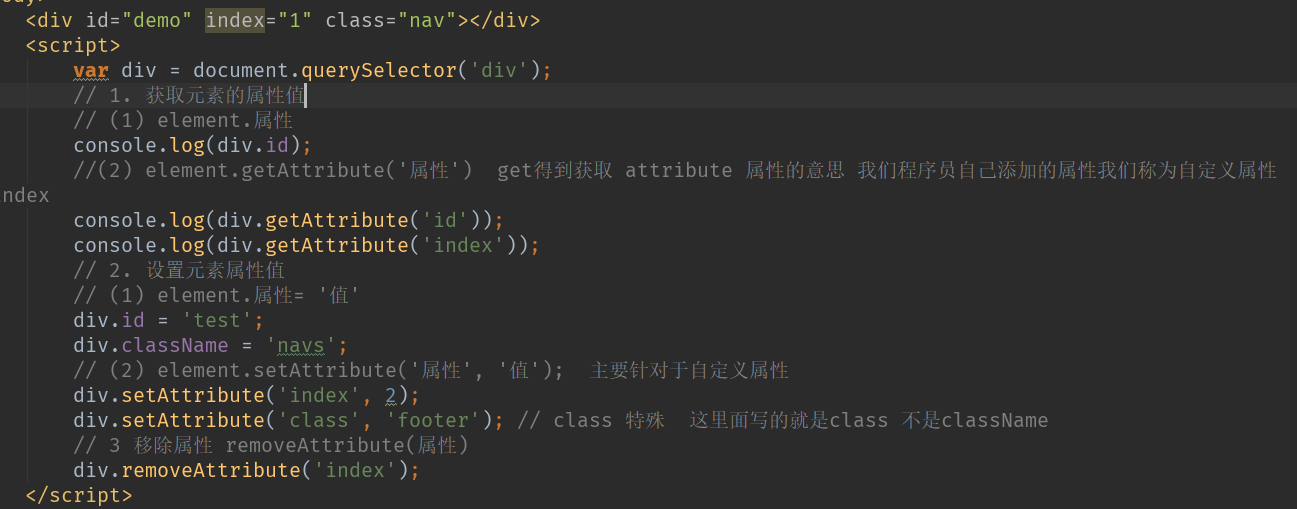 ody>
<div id="demo" index="1" class="nav"></div>
<script>
var div = document.querySelector('div');
// 1. 获取元素的属性值
// (1) element.属性
console.log(div.id);
//(2) element.getAttribute('属性')  get得到获取 attribute 属性的意思 我们程序员自己添加的属性我们称为自定义属性
ndex
console.log(div.getAttribute('id'));
console.log(div.getAttribute('index'));
// 2. 设置元素属性值
// (1) element.属性= '值'
div.id = 'test';
div.className = 'navs';
// (2) element.setAttribute('属性', '值');  主要针对于自定义属性
div.setAttribute('index', 2);
div.setAttribute('class', 'footer'); // class 特殊  这里面写的就是class 不是className
// 3 移除属性 removeAttribute(属性)
div.removeAttribute('index');
</script>